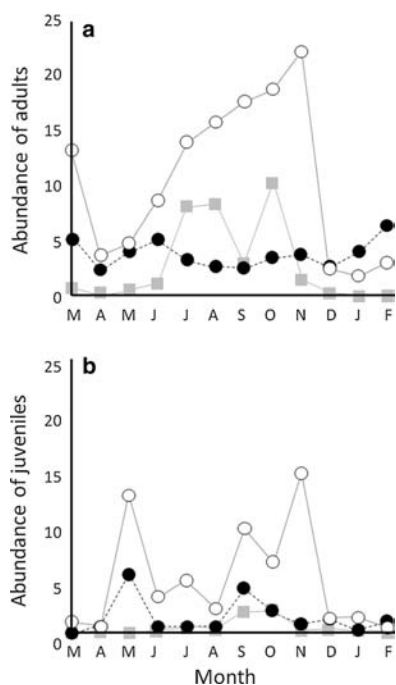 a
Abundance of adults
25
20
15
10
5
0
M A M J J A S O N D J F
b
Abundance of juveniles
25
20
15
10
5
0
M A M J J A S O N D J F
Month